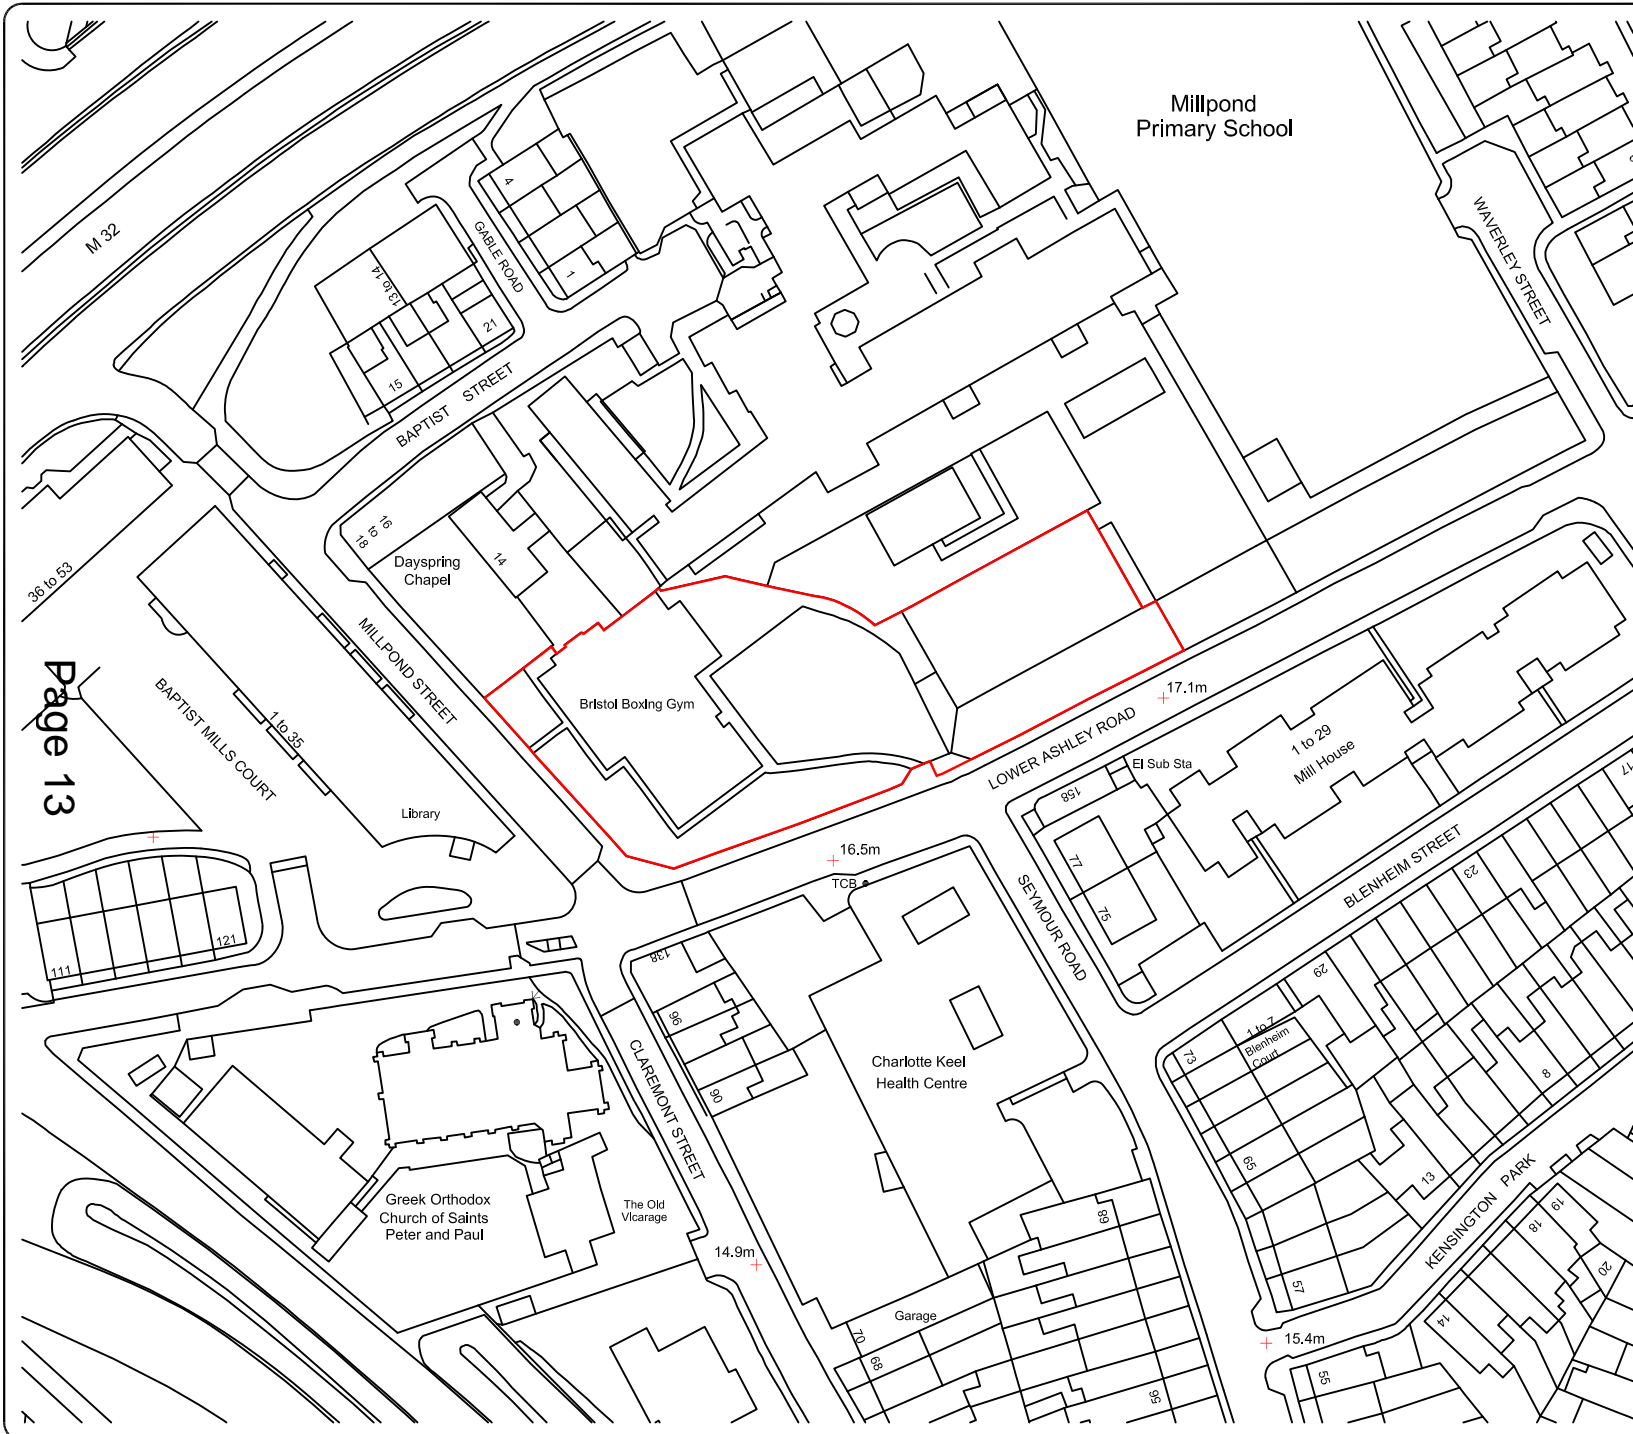 Millpond
Primary School
M 32
GABLE ROAD
4
1
13 to 14
21
15
BAPTIST STREET
WAVERLEY STREET
16
to
18
Dayspring
Chapel
14
36 to 53
MILLPOND STREET
Bristol Boxing Gym
Page 13
BAPTIST MILLS COURT
1 to 35
Library
17.1m
LOWER ASHLEY ROAD
El Sub Sta
1 to 29
Mill House
158
77
75
17
16.5m
TCB
SEYMOUR ROAD
BLENHEIM STREET
23
29
121
111
138
96
90
CLAREMONT STREET
Charlotte Keel
Health Centre
73
1 to 7
Blenheim
Court
8
65
13
57
KENSINGTON PARK
19
18
20
14
Greek Orthodox
Church of Saints
Peter and Paul
The Old
Vicarage
14.9m
89
Garage
70
68
56
15.4m
55